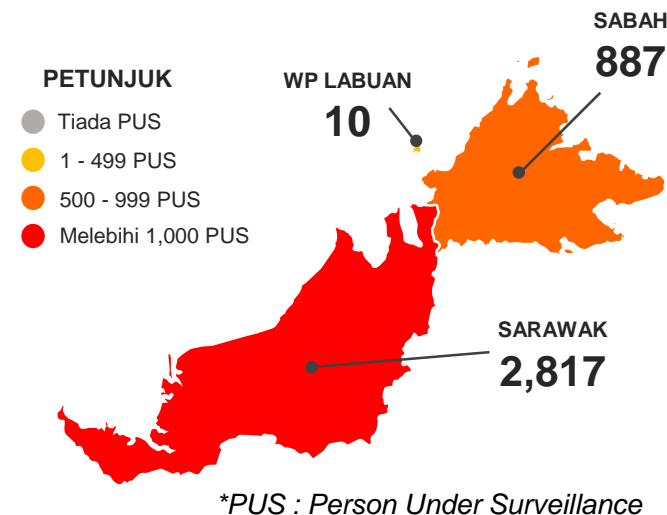 SABAH
887
WP LABUAN
10
PETUNJUK
Tiada PUS
1 - 499 PUS
500 - 999 PUS
Melebihi 1,000 PUS
SARAWAK
2,817
*PUS : Person Under Surveillance